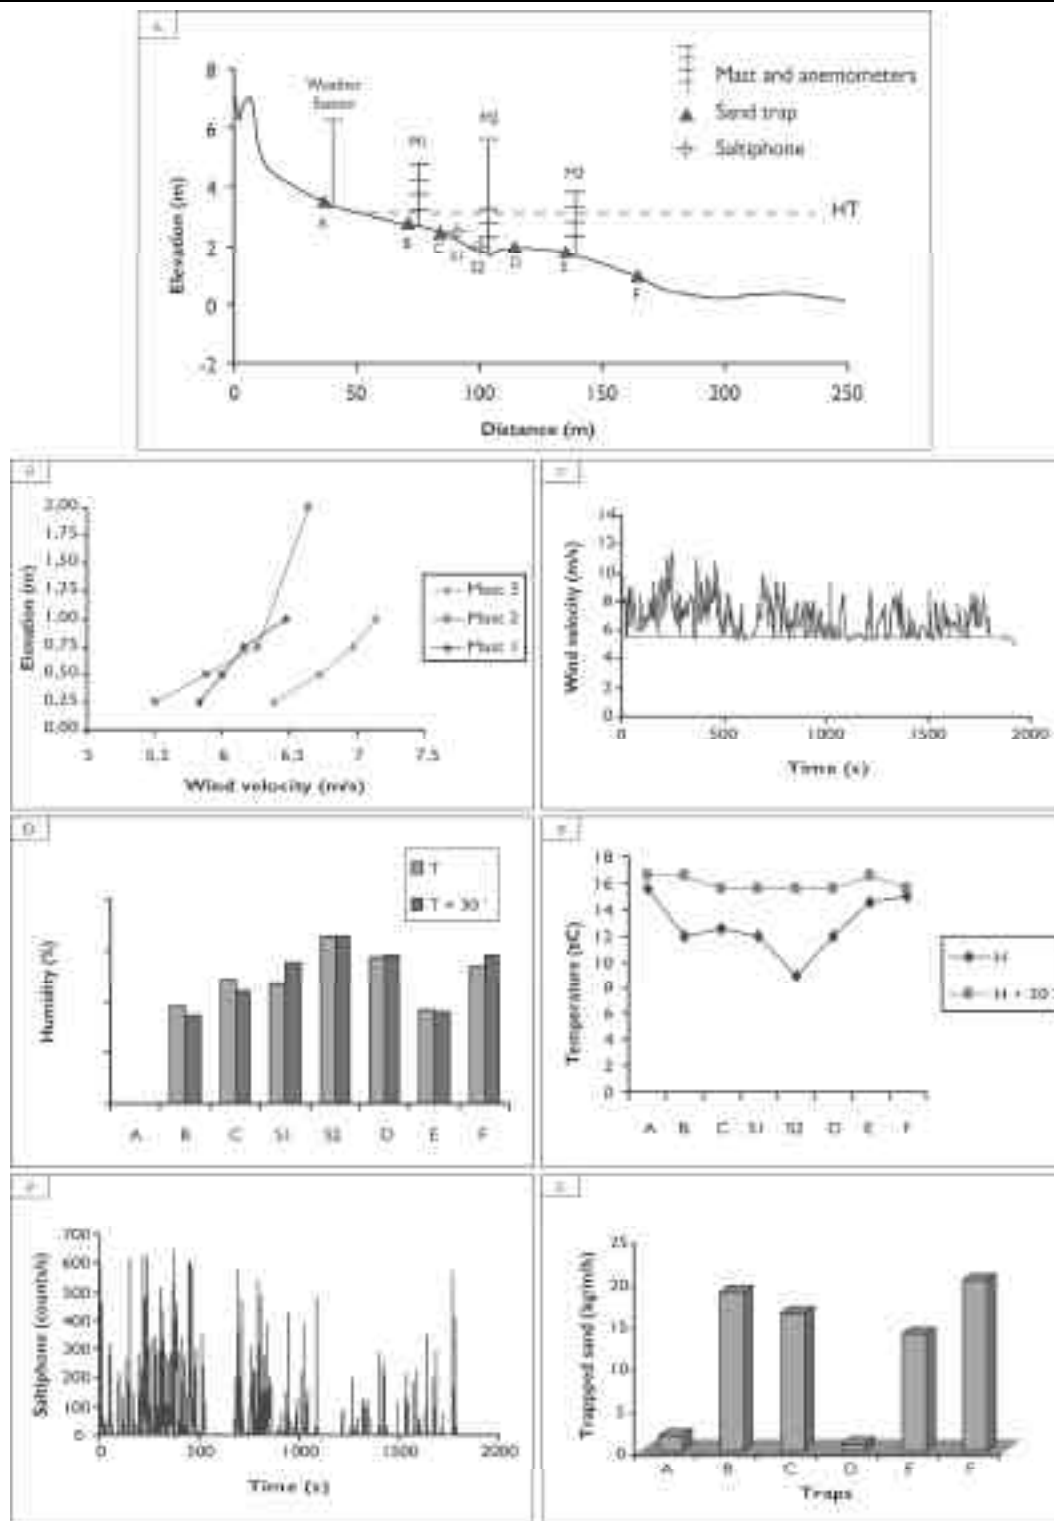 8
6
4
2
0
-2
Elevation (m)
Weather
Station
M1
M2
M3
Mast and anemometers
Sand trap
Saltiphone
HT
A
B
C
S1
S2
D
E
F
0 50 100 150 200 250
Distance (m)
2,00
1,75
1,50
1,00
0,75
0,50
0,25
0,00
Elevation (m)
Mast 3
Mast 2
Mast 1
5 5,5 6 6,5 7 7,5
Wind velocity (m/s)
14
12
10
8
6
4
2
0
Wind velocity (m/s)
0 500 1000 1500 2000
Time (s)
D
Humidity (%)
T
T + 30 '
A B C S1 S2 D E F
18
16
14
12
10
8
6
4
2
0
Temperature (ºC)
H
H + 30'
A B C S1 S2 D E F
700
600
500
400
300
200
100
0
Saltiphone (counts/s)
0 500 1000 1500 2000
Time (s)
25
20
15
10
5
0
Trappped sand (kg/m/h)
A B C D E F
Traps